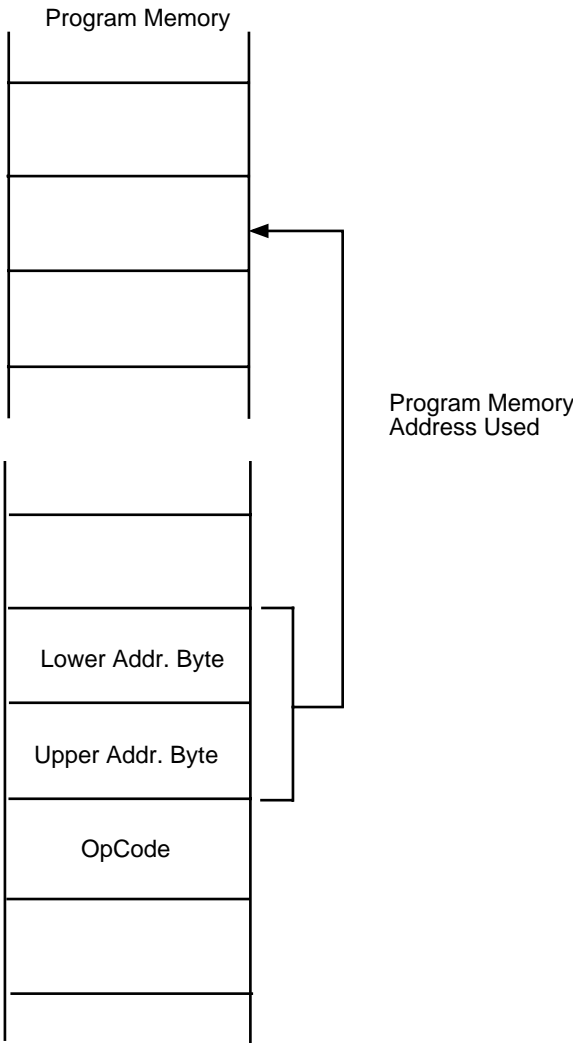 Program Memory
Program Memory
Address Used
Lower Addr. Byte
Upper Addr. Byte
OpCode